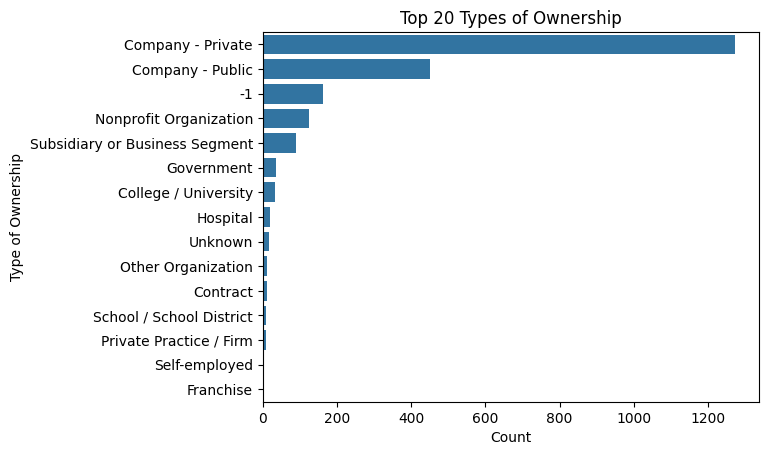 Top 20 Types of Ownership
Type of Ownership
Company - Private
Company - Public
-1
Nonprofit Organization
Subsidiary or Business Segment
Government
College / University
Hospital
Unknown
Other Organization
Contract
School / School District
Private Practice / Firm
Self-employed
Franchise
0 200 400 600 800 1000 1200
Count